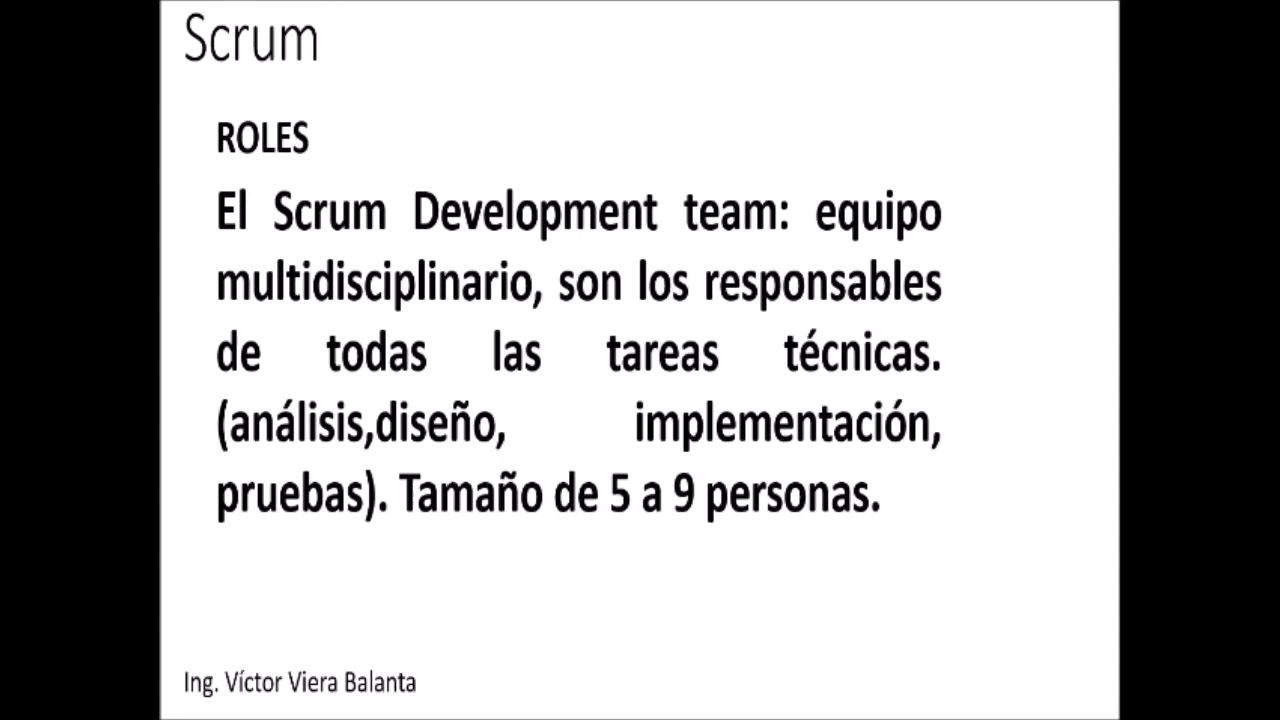 Scrum
ROLES
El Scrum Development team: equipo
multidisciplinario, son los responsables
de todas las tareas técnicas.
(análisis,diseño, implementación,
pruebas). Tamaño de 5 a 9 personas.
Ing. Víctor Viera Balanta